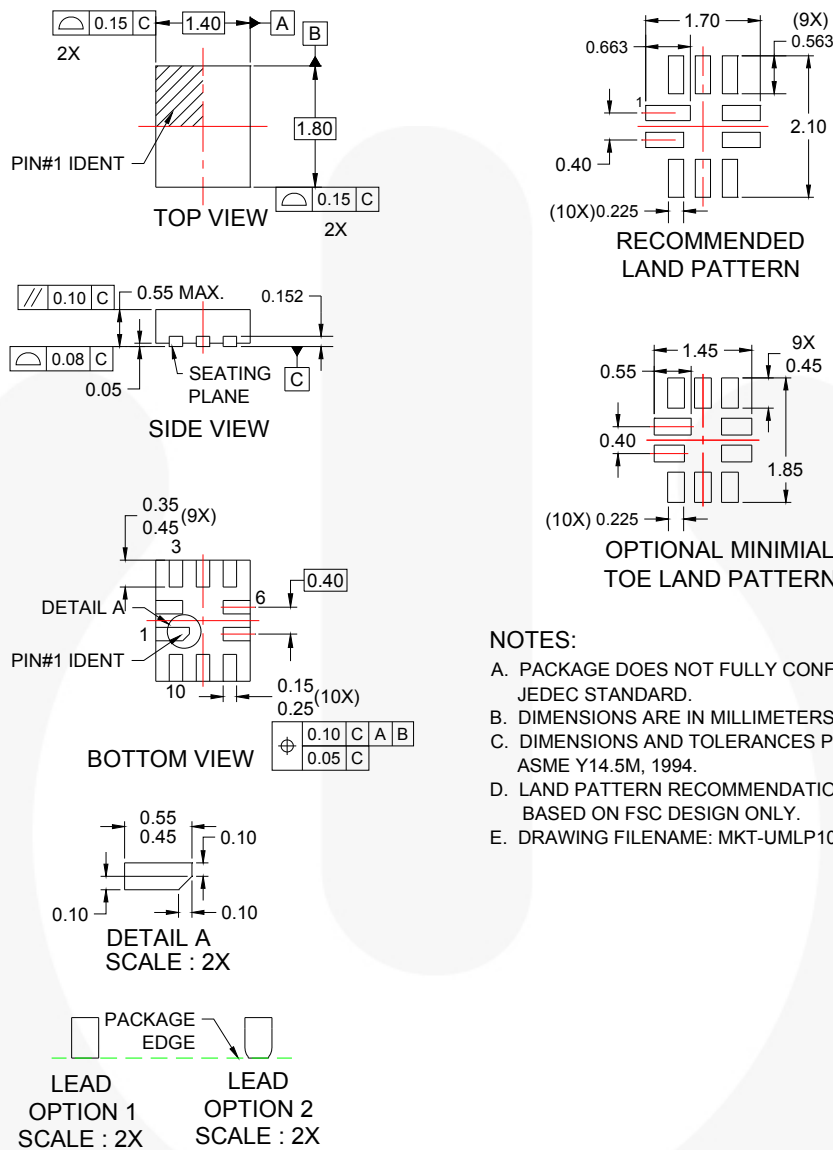 0.15 C
1.40
A
B
2X
1.80
PIN#1 IDENT
0.15 C
TOP VIEW
2X
0.10 C
0.55 MAX.
0.152
0.08 C
0.05
SEATING
PLANE
C
SIDE VIEW
0.35
0.45 (9X)
3
0.40
DETAIL A
6
1
PIN#1 IDENT
10
0.15
0.25 (10X)
0.10 C A B
0.05 C
BOTTOM VIEW
0.55
0.45
0.10
0.10
0.10
DETAIL A
SCALE : 2X
PACKAGE
EDGE
LEAD
OPTION 1
SCALE : 2X
LEAD
OPTION 2
SCALE : 2X
1.70
(9X)
0.663
0.563
1
2.10
0.40
(10X) 0.225
RECOMMENDED
LAND PATTERN
1.45
9X
0.45
0.55
0.40
1.85
(10X) 0.225
OPTIONAL MINIMIAL
TOE LAND PATTERN
NOTES:
A. PACKAGE DOES NOT FULLY CONF
JEDEC STANDARD.
B. DIMENSIONS ARE IN MILLIMETERS
C. DIMENSIONS AND TOLERANCES P
ASME Y14.5M, 1994.
D. LAND PATTERN RECOMMENDATIO
BASED ON FSC DESIGN ONLY.
E. DRAWING FILENAME: MKT-UMLP10